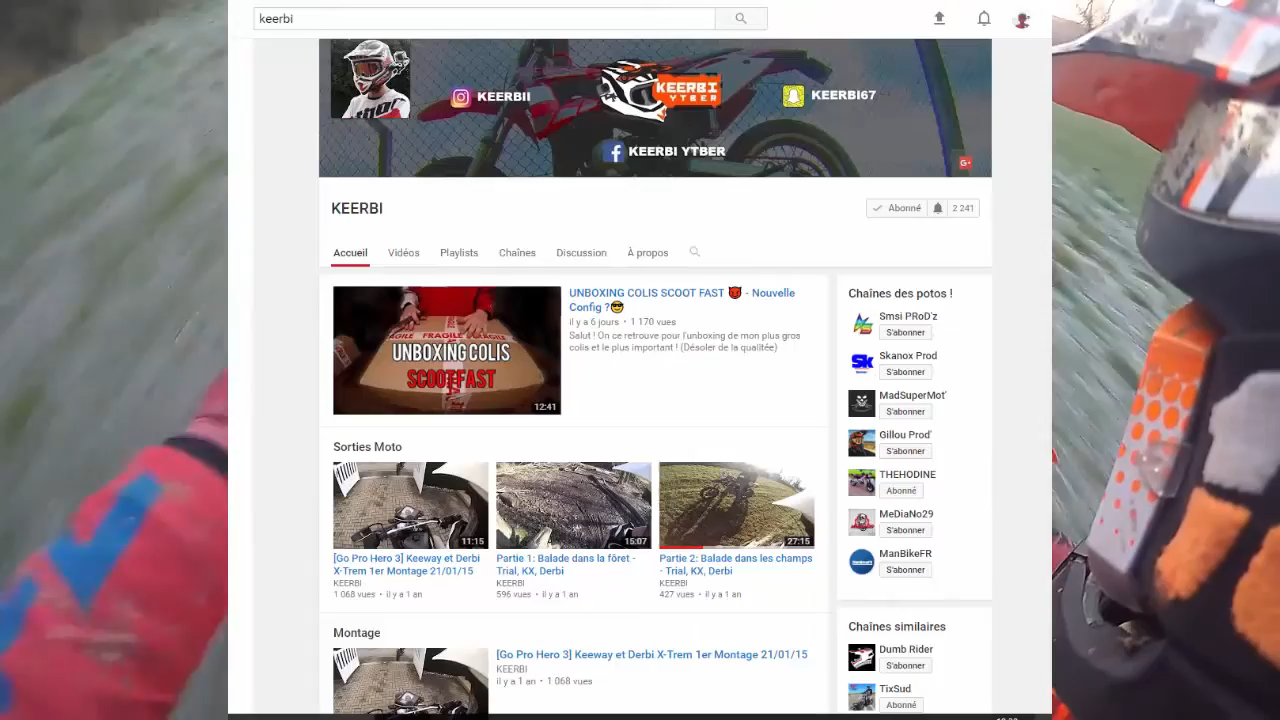 keerbi
KEERBII
KEERBI
YTBER
KEERBI67
KEERBI YTBER
G+
KEERBI
Abonné
2 241
Accueil
Vidéos
Playlists
Chaînes
Discussion
À propos
FRAGILE
UNBOXING COLIS
SCOOTFAST
12:41
UNBOXING COLIS SCOOT FAST 😈 - Nouvelle
Config ?😎
il y a 6 jours • 1 170 vues
Salut ! On ce retrouve pour l'unboxing de mon plus gros
colis et le plus important ! (Désoler de la qualitée)
Sorties Moto
11:15
15:07
27:15
[Go Pro Hero 3] Keeway et Derbi
X-Trem 1er Montage 21/01/15
KEERBI
1 068 vues • il y a 1 an
Partie 1: Balade dans la fôret -
Trial, KX, Derbi
KEERBI
596 vues • il y a 1 an
Partie 2: Balade dans les champs
- Trial, KX, Derbi
KEERBI
427 vues • il y a 1 an
Montage
[Go Pro Hero 3] Keeway et Derbi X-Trem 1er Montage 21/01/15
KEERBI
il y a 1 an • 1 068 vues
Chaînes des potos !
Smsi PRoD'z
S'abonner
Skanox Prod
S'abonner
MadSuperMot'
S'abonner
Gillou Prod'
S'abonner
THEHODINE
Abonné
MeDiaNo29
S'abonner
ManBikeFR
S'abonner
Chaînes similaires
Dumb Rider
S'abonner
TixSud
Abonné